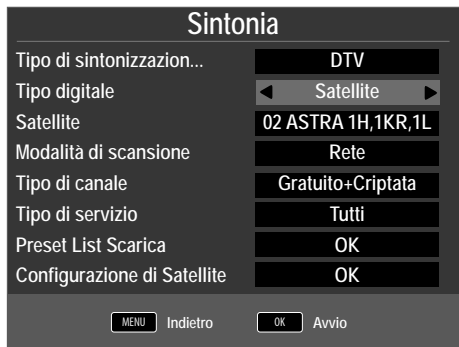 Sintonia
Tipo di sintonizzazion... DTV
Tipo digitale Satellite
Satellite 02 ASTRA 1H,1KR,1L
Modalità di scansione Rete
Tipo di canale Gratuito+Criptata
Tipo di servizio Tutti
Preset List Scarica OK
Configurazione di Satellite OK
MENU Indietro OK Avvio